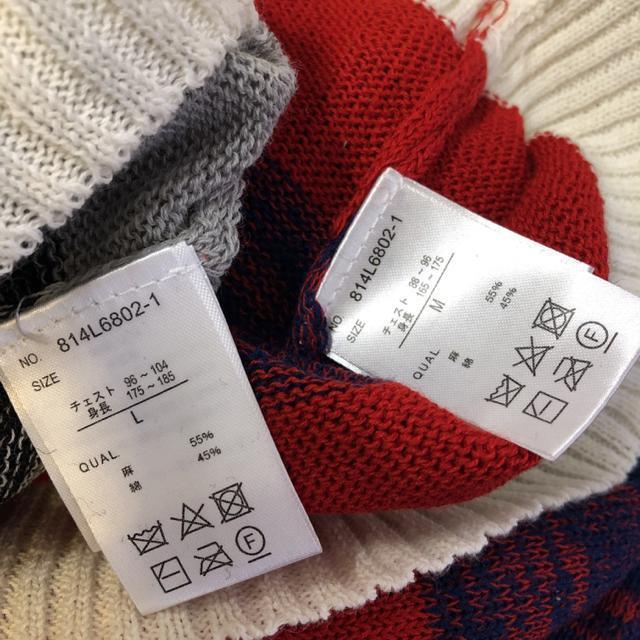 NO. 814L6802-1
SIZE
チェスト 96~104
身長 175~185
L
QUAL 麻 55%
綿 45%
F
NO. 814L6802-1
SIZE
チェスト 88~96
身長 165~175
M
QUAL 麻 55%
綿 45%
F